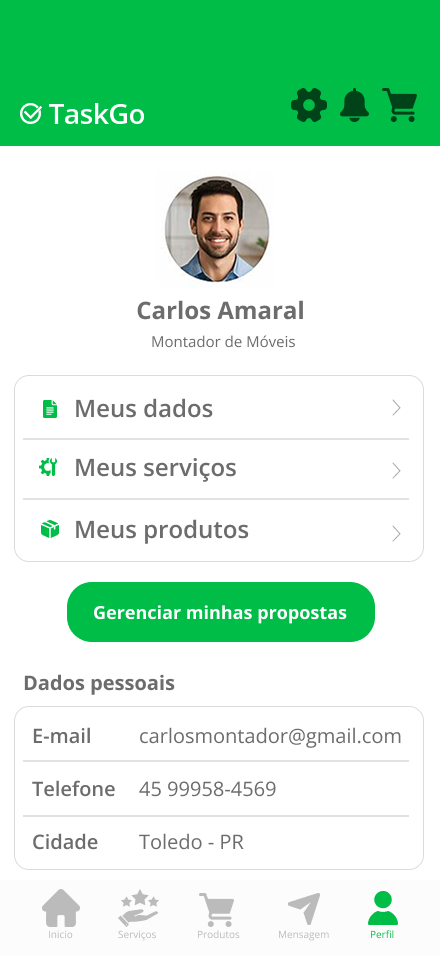 TaskGo
Carlos Amaral
Montador de Móveis
Meus dados
Meus serviços
Meus produtos
Gerenciar minhas propostas
Dados pessoais
E-mail carlosmontador@gmail.com
Telefone 45 99958-4569
Cidade Toledo - PR
Inicio Serviços Produtos Mensagem Perfil